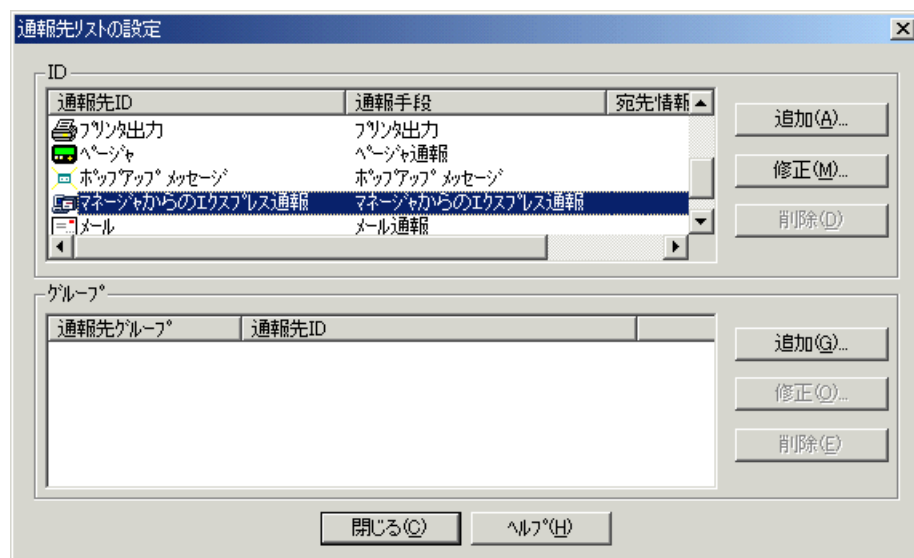 通報先ﾘｽﾄの設定
ID
通報先ID 通報手段 宛先情報
ﾌﾟﾘﾝﾀ出力 ﾌﾟﾘﾝﾀ出力
ﾍﾟｰｼﾞｬ ﾍﾟｰｼﾞｬ通報
ﾎﾟｯﾌﾟｱｯﾌﾟﾒｯｾｰｼﾞ ﾎﾟｯﾌﾟｱｯﾌﾟﾒｯｾｰｼﾞ
ﾏﾈｰｼﾞｬからのｴｸｽﾌﾟﾚｽ通報 ﾏﾈｰｼﾞｬからのｴｸｽﾌﾟﾚｽ通報
ﾒｰﾙ ﾒｰﾙ通報
追加(A)...
修正(M)...
削除(D)
ｸﾞﾙｰﾌﾟ
通報先ｸﾞﾙｰﾌﾟ 通報先ID
追加(G)...
修正(O)...
削除(E)
閉じる(C) ﾍﾙﾌﾟ(H)